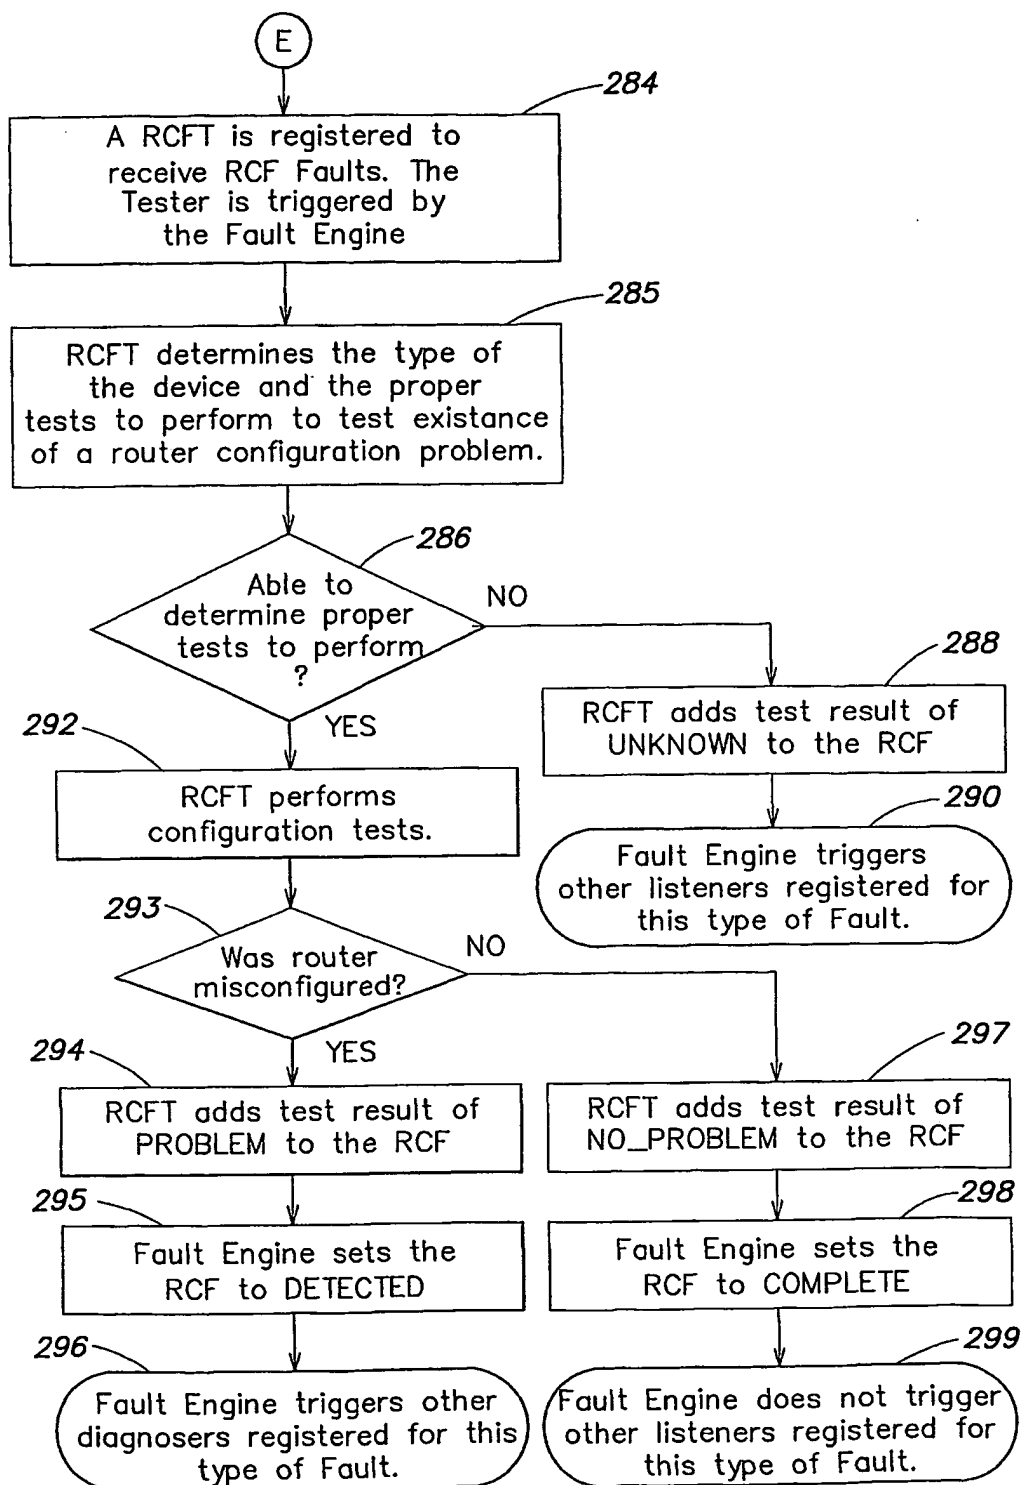 E
284
A RCFT is registered to
receive RCF Faults. The
Tester is triggered by
the Fault Engine
285
RCFT determines the type of
the device and the proper
tests to perform to test existance
of a router configuration problem.
286
Able to
determine proper
tests to perform
?
NO
YES
288
RCFT adds test result of
UNKNOWN to the RCF
290
Fault Engine triggers
other listeners registered for
this type of Fault.
292
RCFT performs
configuration tests.
293
Was router
misconfigured?
NO
YES
294
RCFT adds test result of
PROBLEM to the RCF
295
Fault Engine sets the
RCF to DETECTED
296
Fault Engine triggers other
diagnosers registered for this
type of Fault.
297
RCFT adds test result of
NO_PROBLEM to the RCF
298
Fault Engine sets the
RCF to COMPLETE
299
Fault Engine does not trigger
other listeners registered for
this type of Fault.